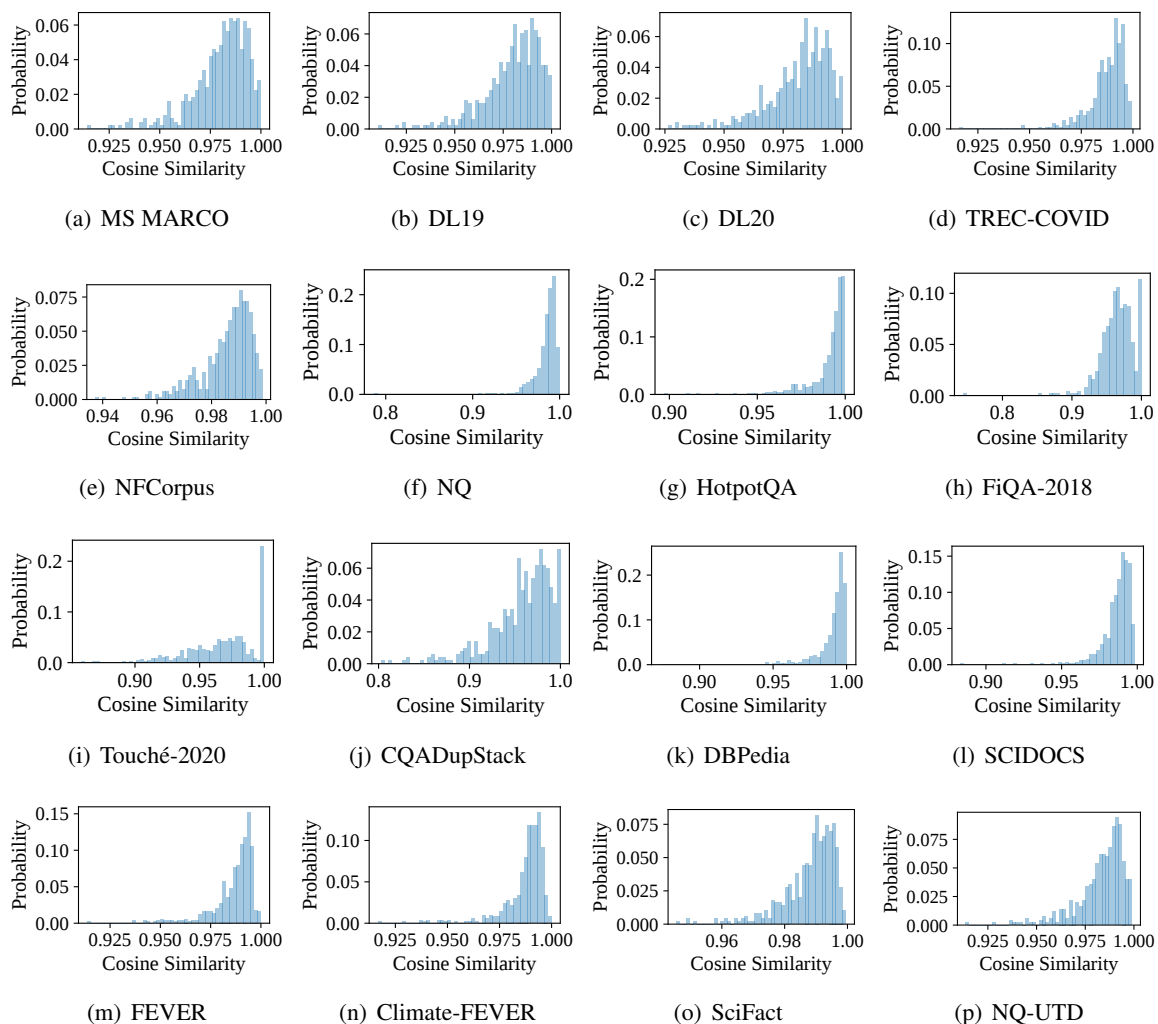 0.06
0.04
0.02
0.00
Probability
0.925 0.950 0.975 1.000
Cosine Similarity
(a) MS MARCO
0.06
0.04
0.02
0.00
Probability
0.925 0.950 0.975 1.000
Cosine Similarity
(b) DL19
0.06
0.04
0.02
0.00
Probability
0.925 0.950 0.975 1.000
Cosine Similarity
(c) DL20
0.10
0.05
0.00
Probability
0.925 0.950 0.975 1.000
Cosine Similarity
(d) TREC-COVID
0.075
0.050
0.025
0.000
Probability
0.94 0.96 0.98 1.00
Cosine Similarity
(e) NFCorpus
0.2
0.1
0.0
Probability
0.8 0.9 1.0
Cosine Similarity
(f) NQ
0.2
0.1
0.0
Probability
0.90 0.95 1.00
Cosine Similarity
(g) HotpotQA
0.10
0.05
0.00
Probability
0.8 0.9 1.0
Cosine Similarity
(h) FiQA-2018
0.2
0.1
0.0
Probability
0.90 0.95 1.00
Cosine Similarity
(i) Touché-2020
0.06
0.04
0.02
0.00
Probability
0.8 0.9 1.0
Cosine Similarity
(j) CQADupStack
0.2
0.1
0.0
Probability
0.90 0.95 1.00
Cosine Similarity
(k) DBPedia
0.15
0.10
0.05
0.00
Probability
0.90 0.95 1.00
Cosine Similarity
(l) SCIDOCS
0.15
0.10
0.05
0.00
Probability
0.925 0.950 0.975 1.000
Cosine Similarity
(m) FEVER
0.10
0.05
0.00
Probability
0.925 0.950 0.975 1.000
Cosine Similarity
(n) Climate-FEVER
0.075
0.050
0.025
0.000
Probability
0.96 0.98 1.00
Cosine Similarity
(o) SciFact
0.075
0.050
0.025
0.000
Probability
0.925 0.950 0.975 1.000
Cosine Similarity
(p) NQ-UTD